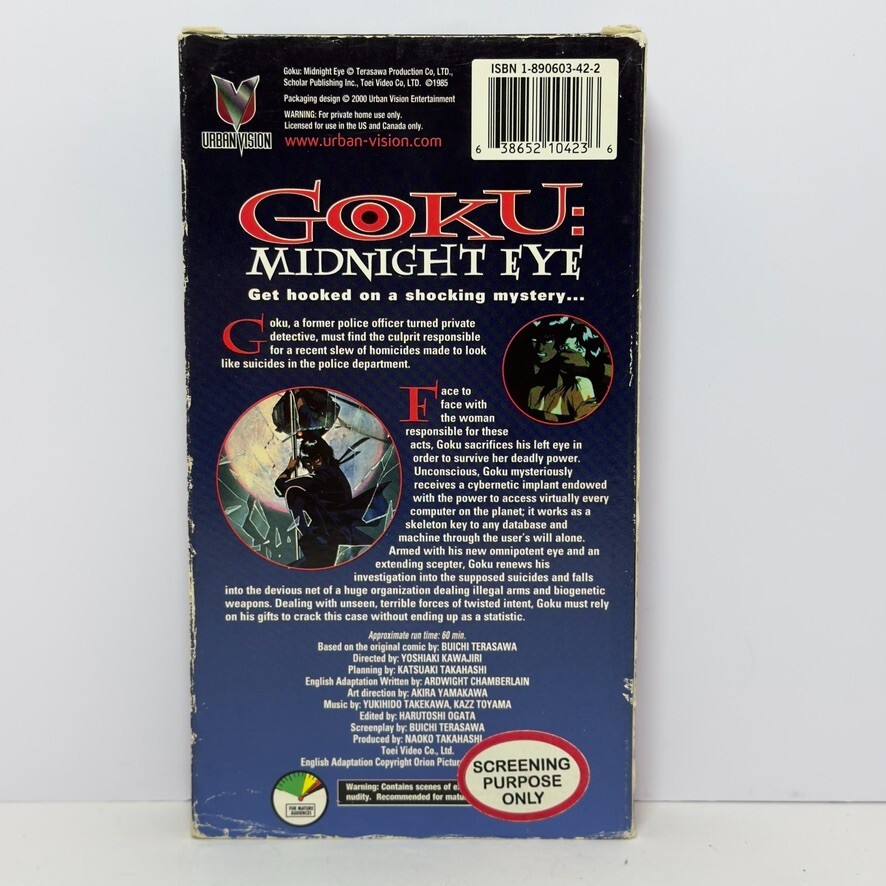 URBAN VISION
Goku: Midnight Eye © Terasawa Production Co, LTD.,
Scholar Publishing Inc., Toei Video Co, LTD. ©1985
Packaging design © 2000 Urban Vision Entertainment
WARNING: For private home use only.
Licensed for use in the US and Canada only.
www.urban-vision.com
ISBN 1-890603-42-2
6 38652 10423 6
GOKU:
MIDNIGHT EYE
Get hooked on a shocking mystery...
Goku, a former police officer turned private
detective, must find the culprit responsible
for a recent slew of homicides made to look
like suicides in the police department.
Face to
face with
the woman
responsible for these
acts, Goku sacrifices his left eye in
order to survive her deadly power.
Unconscious, Goku mysteriously
receives a cybernetic implant endowed
with the power to access virtually every
computer on the planet; it works as a
skeleton key to any database and
machine through the user's will alone.
Armed with his new omnipotent eye and an
extending scepter, Goku renews his
investigation into the supposed suicides and falls
into the devious net of a huge organization dealing illegal arms and biogenetic
weapons. Dealing with unseen, terrible forces of twisted intent, Goku must rely
on his gifts to crack this case without ending up as a statistic.
Approximate run time: 60 min.
Based on the original comic by: BUICHI TERASAWA
Directed by: YOSHIAKI KAWAJIRI
Planning by: KATSUAKI TAKAHASHI
English Adaptation Written by: ARDWIGHT CHAMBERLAIN
Art direction by: AKIRA YAMAKAWA
Music by: YUKIHIDO TAKEKAWA, KAZZ TOYAMA
Edited by: HARUTOSHI OGATA
Screenplay by: BUICHI TERASAWA
Produced by: NAOKO TAKAHASHI
Toei Video Co., Ltd.
English Adaptation Copyright Orion
FOR MATURE
AUDIENCES
Warning: Contains scenes of
nudity. Recommended for
SCREENING
PURPOSE
ONLY